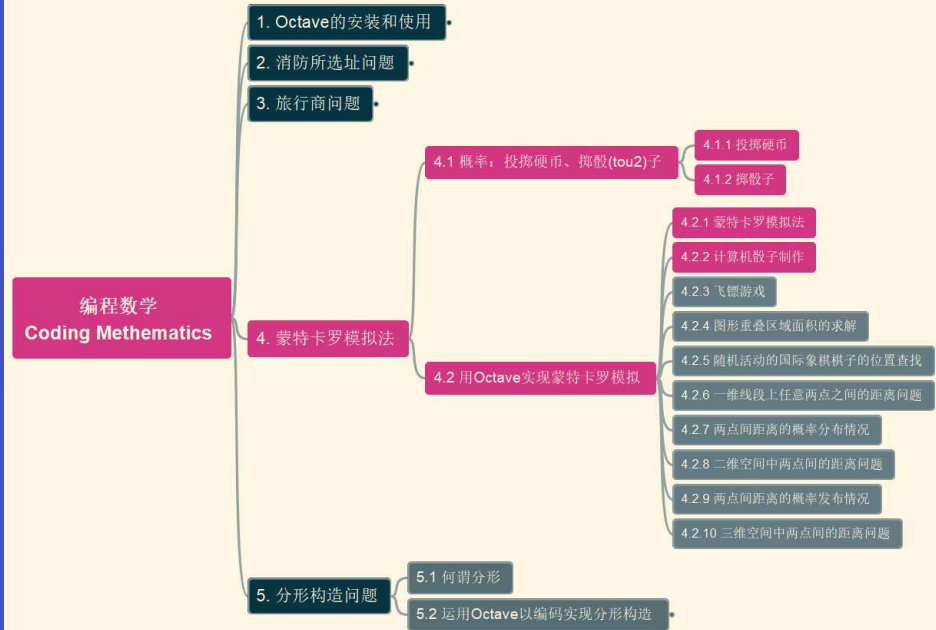 编程数学
Coding Methematics
1. Octave的安装和使用
2. 消防所选址问题
3. 旅行商问题
4. 蒙特卡罗模拟法
4.1 概率：投掷硬币、掷骰(tou2)子
4.1.1 投掷硬币
4.1.2 掷骰子
4.2 用Octave实现蒙特卡罗模拟
4.2.1 蒙特卡罗模拟法
4.2.2 计算机骰子制作
4.2.3 飞镖游戏
4.2.4 图形重叠区域面积的求解
4.2.5 随机活动的国际象棋棋子的位置查找
4.2.6 一维线段上任意两点之间的距离问题
4.2.7 两点间距离的概率分布情况
4.2.8 二维空间中两点间的距离问题
4.2.9 两点间距离的概率发布情况
4.2.10 三维空间中两点间的距离问题
5. 分形构造问题
5.1 何谓分形
5.2 运用Octave以编码实现分形构造